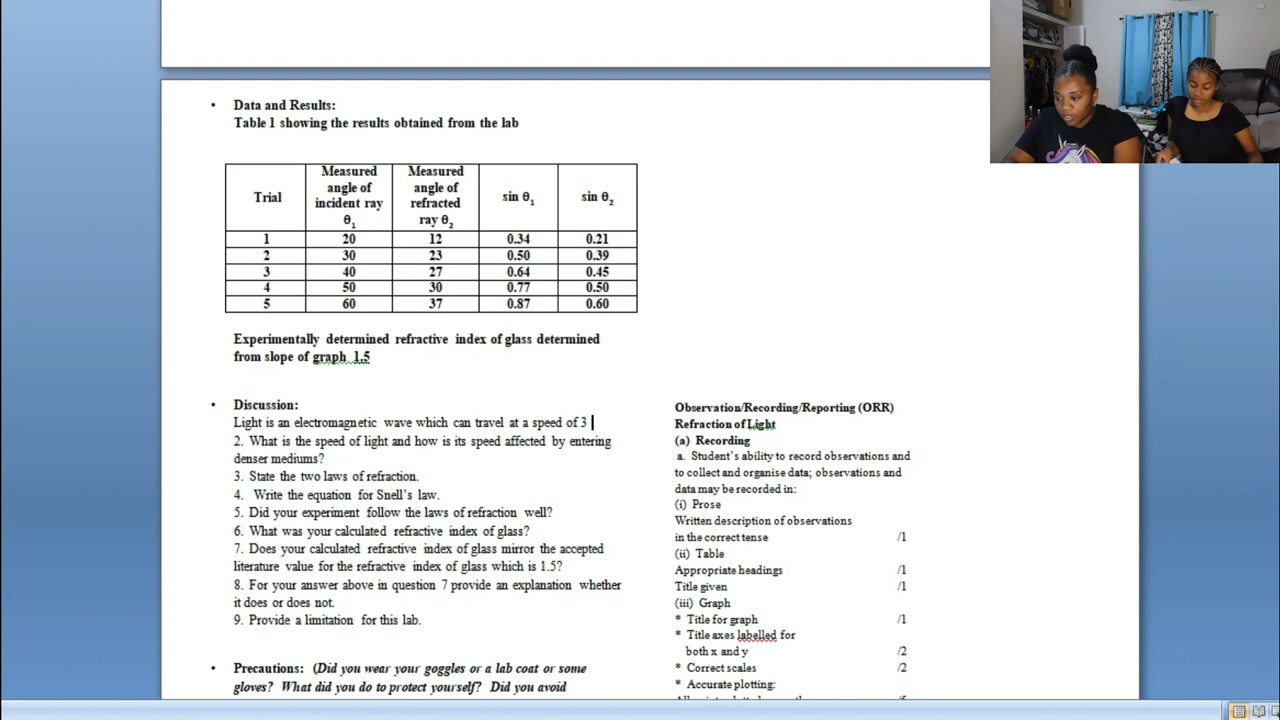 • Data and Results:
Table 1 showing the results obtained from the lab
Trial | Measured angle of incident ray θ₁ | Measured angle of refracted ray θ₂ | sin θ₁ | sin θ₂
1 | 20 | 12 | 0.34 | 0.21
2 | 30 | 23 | 0.50 | 0.39
3 | 40 | 27 | 0.64 | 0.45
4 | 50 | 30 | 0.77 | 0.50
5 | 60 | 37 | 0.87 | 0.60
Experimentally determined refractive index of glass determined
from slope of graph 1.5
• Discussion:
Light is an electromagnetic wave which can travel at a speed of 3
2. What is the speed of light and how is its speed affected by entering
denser mediums?
3. State the two laws of refraction.
4. Write the equation for Snell's law.
5. Did your experiment follow the laws of refraction well?
6. What was your calculated refractive index of glass?
7. Does your calculated refractive index of glass mirror the accepted
literature value for the refractive index of glass which is 1.5?
8. For your answer above in question 7 provide an explanation whether
it does or does not.
9. Provide a limitation for this lab.
• Precautions: (Did you wear your goggles or a lab coat or some
gloves? What did you do to protect yourself? Did you avoid
Observation/Recording/Reporting (ORR)
Refraction of Light
(a) Recording
a. Student's ability to record observations and
to collect and organise data; observations and
data may be recorded in:
(i) Prose
Written description of observations
in the correct tense /1
(ii) Table
Appropriate headings /1
Title given /1
(iii) Graph
* Title for graph /1
* Title axes labelled for
both x and y /2
* Correct scales /2
* Accurate plotting: